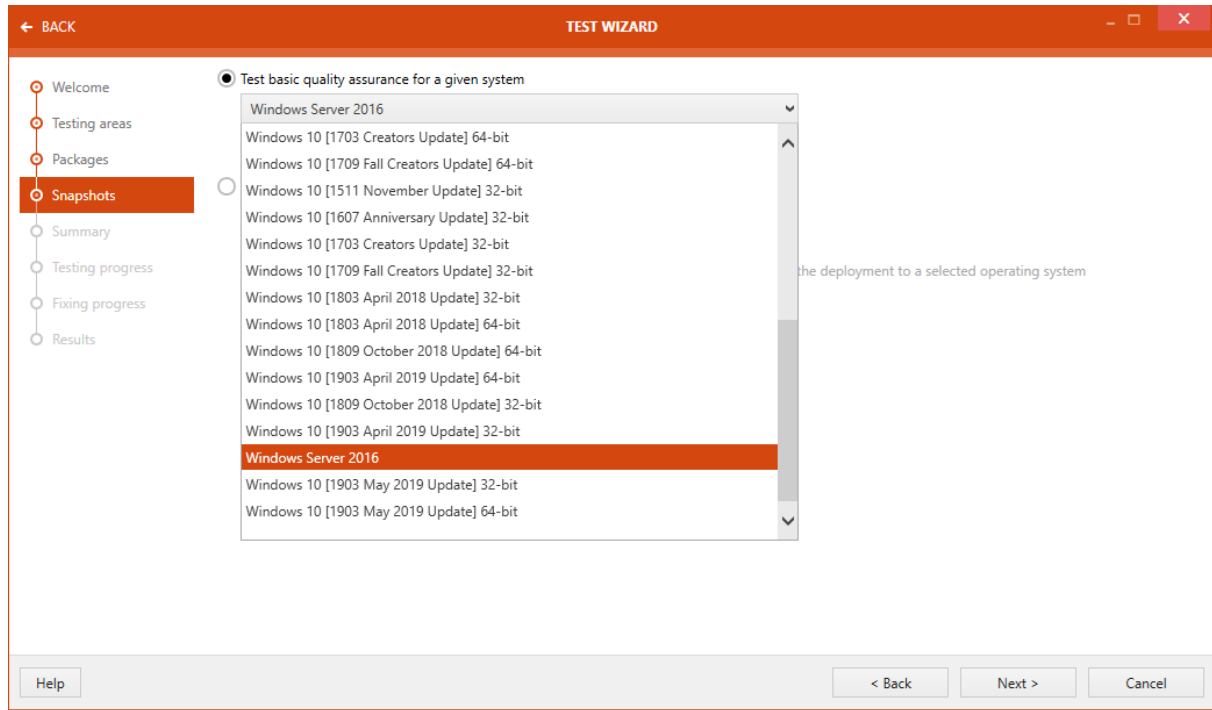 BACK
TEST WIZARD
Welcome
Testing areas
Packages
Snapshots
Summary
Testing progress
Fixing progress
Results
Test basic quality assurance for a given system
Windows Server 2016
Windows 10 [1703 Creators Update] 64-bit
Windows 10 [1709 Fall Creators Update] 64-bit
Windows 10 [1511 November Update] 32-bit
Windows 10 [1607 Anniversary Update] 32-bit
Windows 10 [1703 Creators Update] 32-bit
Windows 10 [1709 Fall Creators Update] 32-bit
the deployment to a selected operating system
Windows 10 [1803 April 2018 Update] 32-bit
Windows 10 [1803 April 2018 Update] 64-bit
Windows 10 [1809 October 2018 Update] 64-bit
Windows 10 [1903 April 2019 Update] 64-bit
Windows 10 [1809 October 2018 Update] 32-bit
Windows 10 [1903 April 2019 Update] 32-bit
Windows Server 2016
Windows 10 [1903 May 2019 Update] 32-bit
Windows 10 [1903 May 2019 Update] 64-bit
Help
< Back
Next >
Cancel